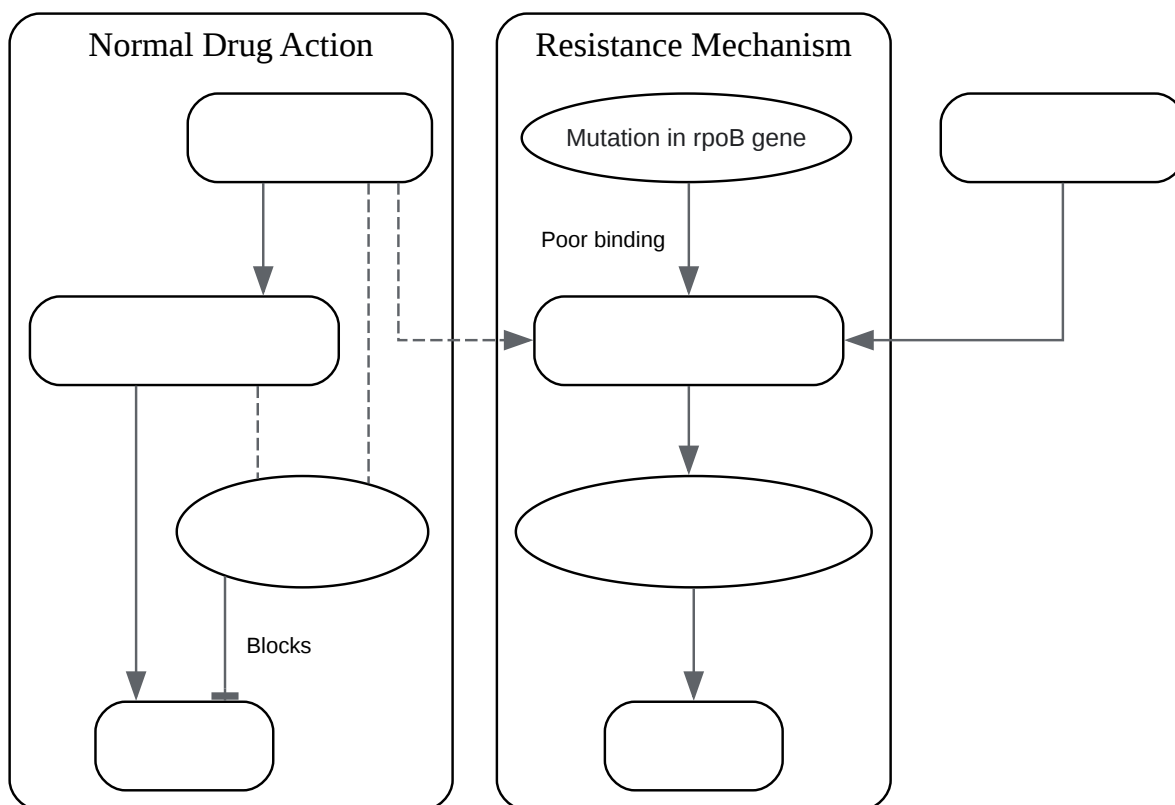 Normal Drug Action
Resistance Mechanism
Mutation in rpoB gene
Poor binding
Blocks